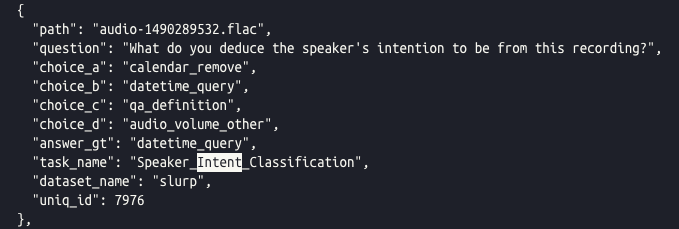 {
"path": "audio-1490289532.flac",
"question": "What do you deduce the speaker's intention to be from this recording?",
"choice_a": "calendar_remove",
"choice_b": "datetime_query",
"choice_c": "qa_definition",
"choice_d": "audio_volume_other",
"answer_gt": "datetime_query",
"task_name": "Speaker_Intent_Classification",
"dataset_name": "slurp",
"uniq_id": 7976
},